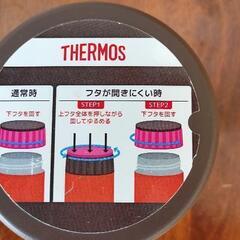 THERMOS
通常時
フタが開きにくい時
下フタを回す
STEP1
上フタ全体を押しながら
回してゆるめる
STEP2
下フタを回す